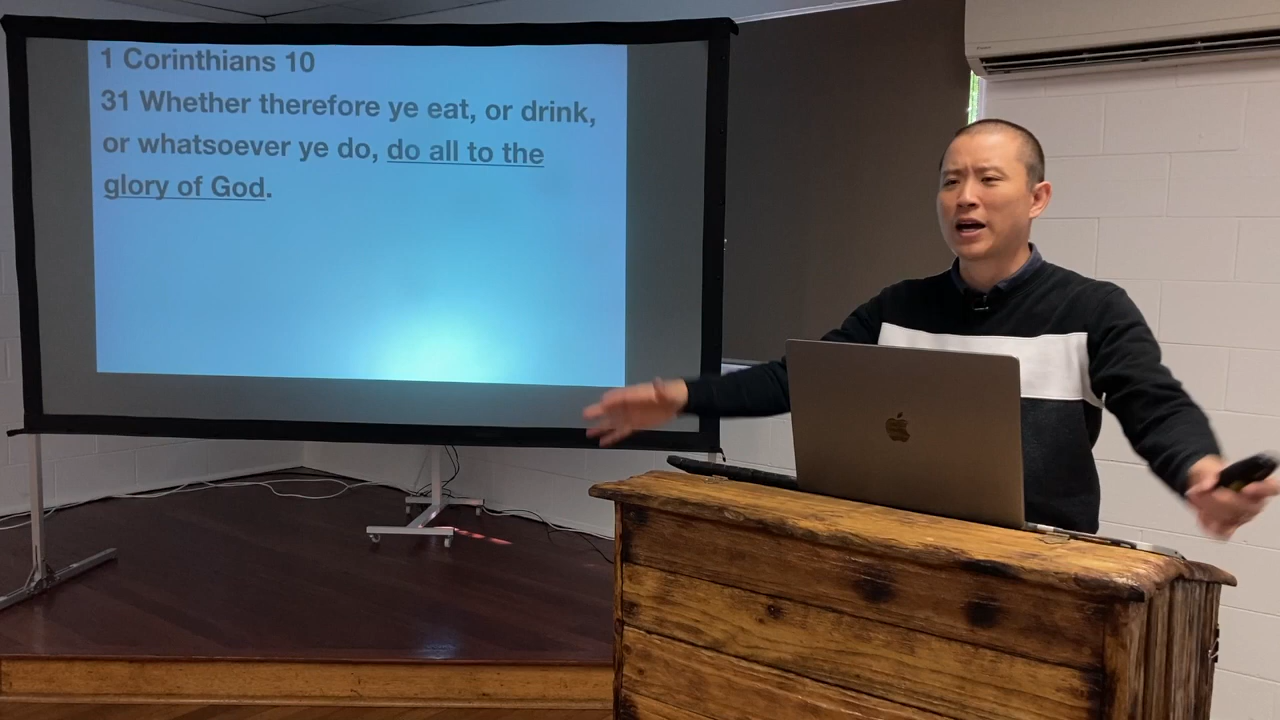 1 Corinthians 10
31 Whether therefore ye eat, or drink,
or whatsoever ye do, do all to the
glory of God.